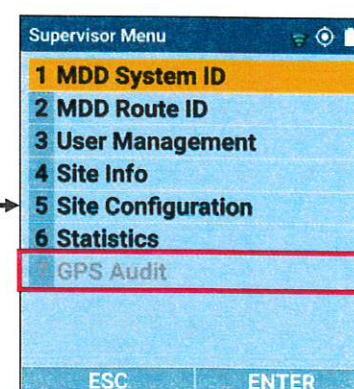 Supervisor Menu
1 MDD System ID
2 MDD Route ID
3 User Management
4 Site Info
5 Site Configuration
6 Statistics
GPS Audit
ESC ENTER